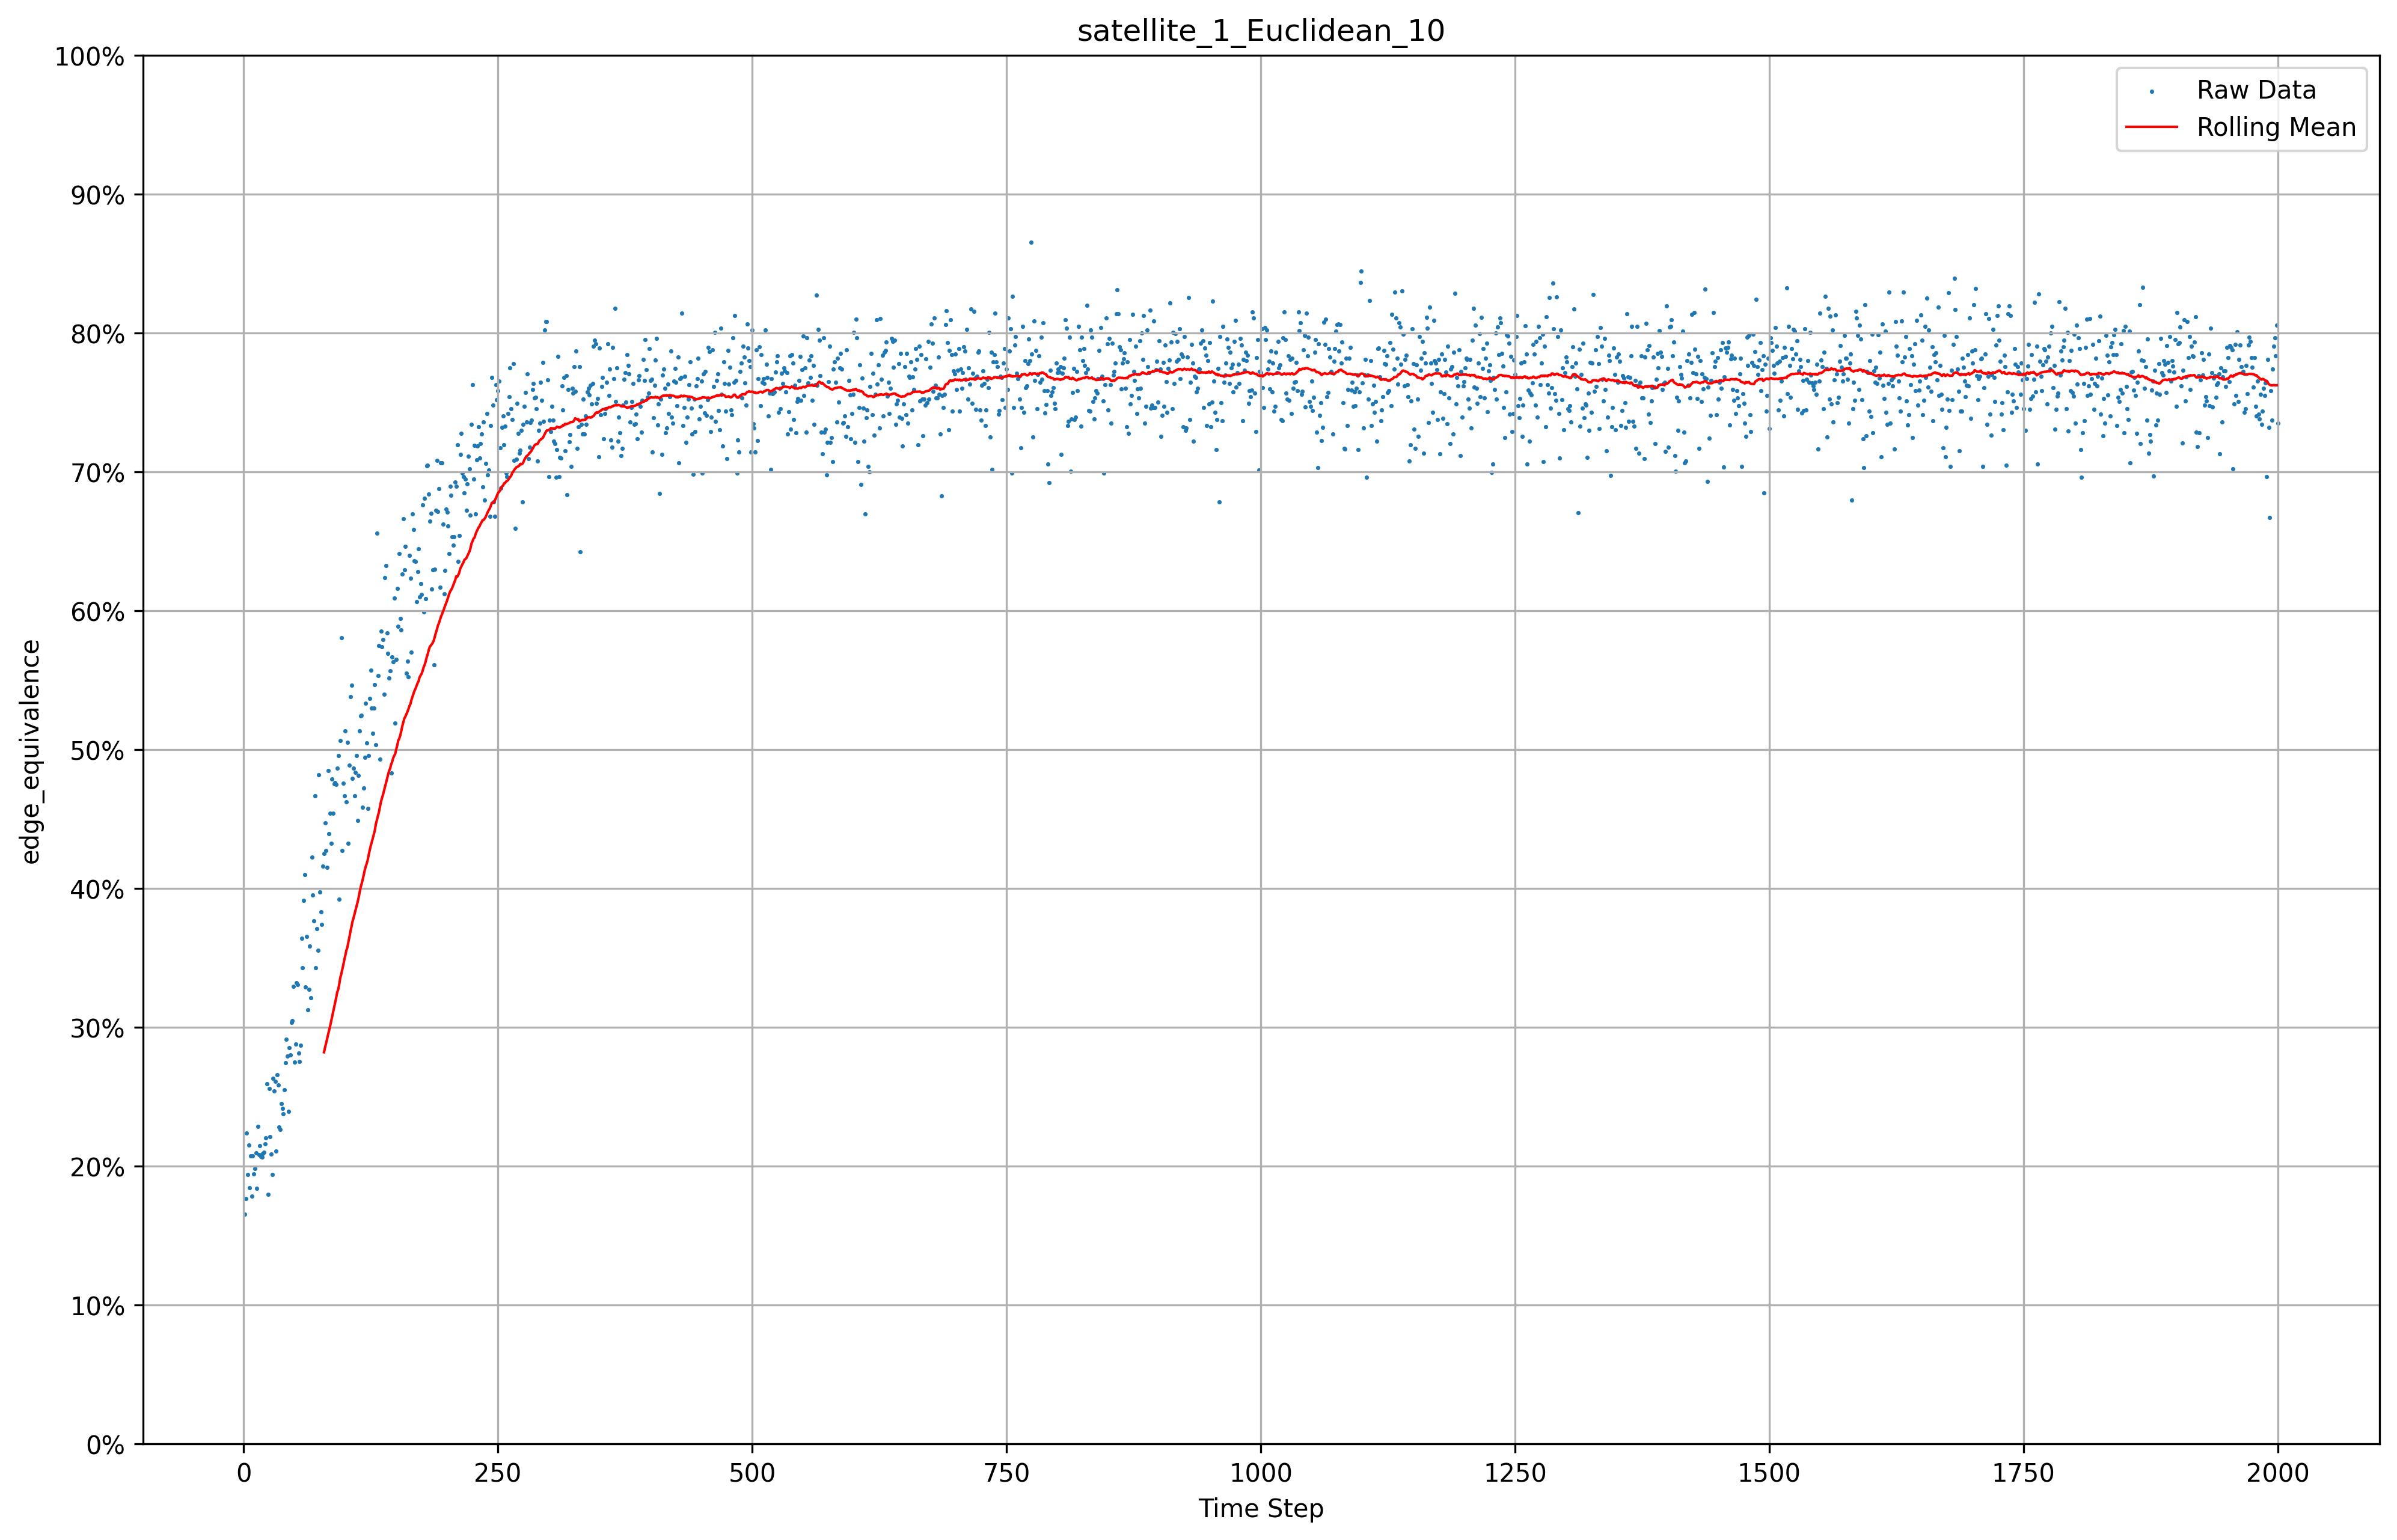 satellite_1_Euclidean_10
100%
90%
80%
70%
60%
50%
40%
30%
20%
10%
0%
edge_equivalence
0 250 500 750 1000 1250 1500 1750 2000
Time Step
Raw Data
Rolling Mean